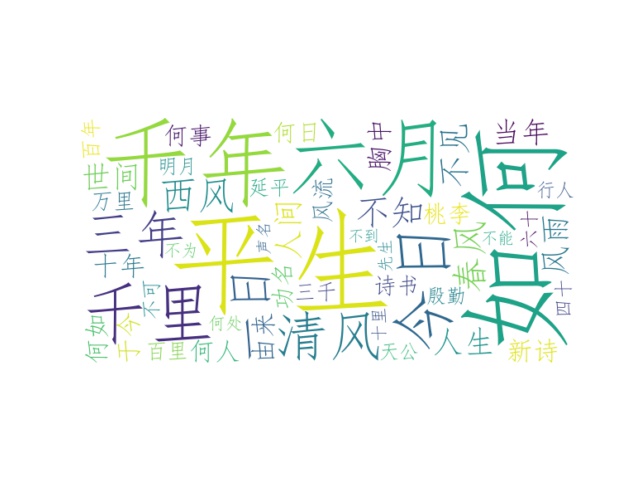 百年
千年
何事
何日
六月
胸中
不见
当年
如何
世间
万里
明月
西风
延平
风流
行人
三年
平生
人间
不知
桃李
今日
春风
六十
风雨
十年
不为
声名
不到
先生
不能
千里
不可
功名
三千
诗书
殷勤
四十
何如
于今
百里
何处
何人
由来
清风
十里
天公
人生
新诗